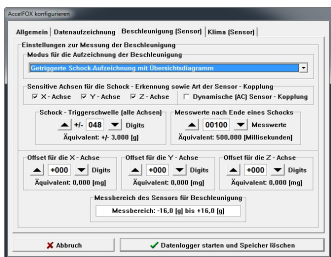 AccelFOX konfigurieren
Allgemein | Datenaufzeichnung | Beschleunigung (Sensor) | Klima (Sensor)
Einstellungen zur Messung der Beschleunigung
Modus für die Aufzeichnung der Beschleunigung
Getriggerte Schock Aufzeichnung mit Übersichtsdiagramm
Sensitive Achsen für die Schock - Erkennung sowie Art der Sensor - Kopplung
X - Achse Y - Achse Z - Achse Dynamische (AC) Sensor - Kopplung
Schock - Triggerschwelle (alle Achsen) Messwerte nach Ende eines Schocks
+/- 048 Digits 00100 Messwerte
Äquivalent: +/- 3,000 [g] Äquivalent: 500,000 [Millisekunden]
Offset für die X - Achse Offset für die Y - Achse Offset für die Z - Achse
+000 Digits +000 Digits +000 Digits
Äquivalent: 0,000 [mg] Äquivalent: 0,000 [mg] Äquivalent: 0,000 [mg]
Messbereich des Sensors für Beschleunigung
Messbereich: -16,0 [g] bis +16,0 [g]
Abbruch Datenlogger starten und Speicher löschen